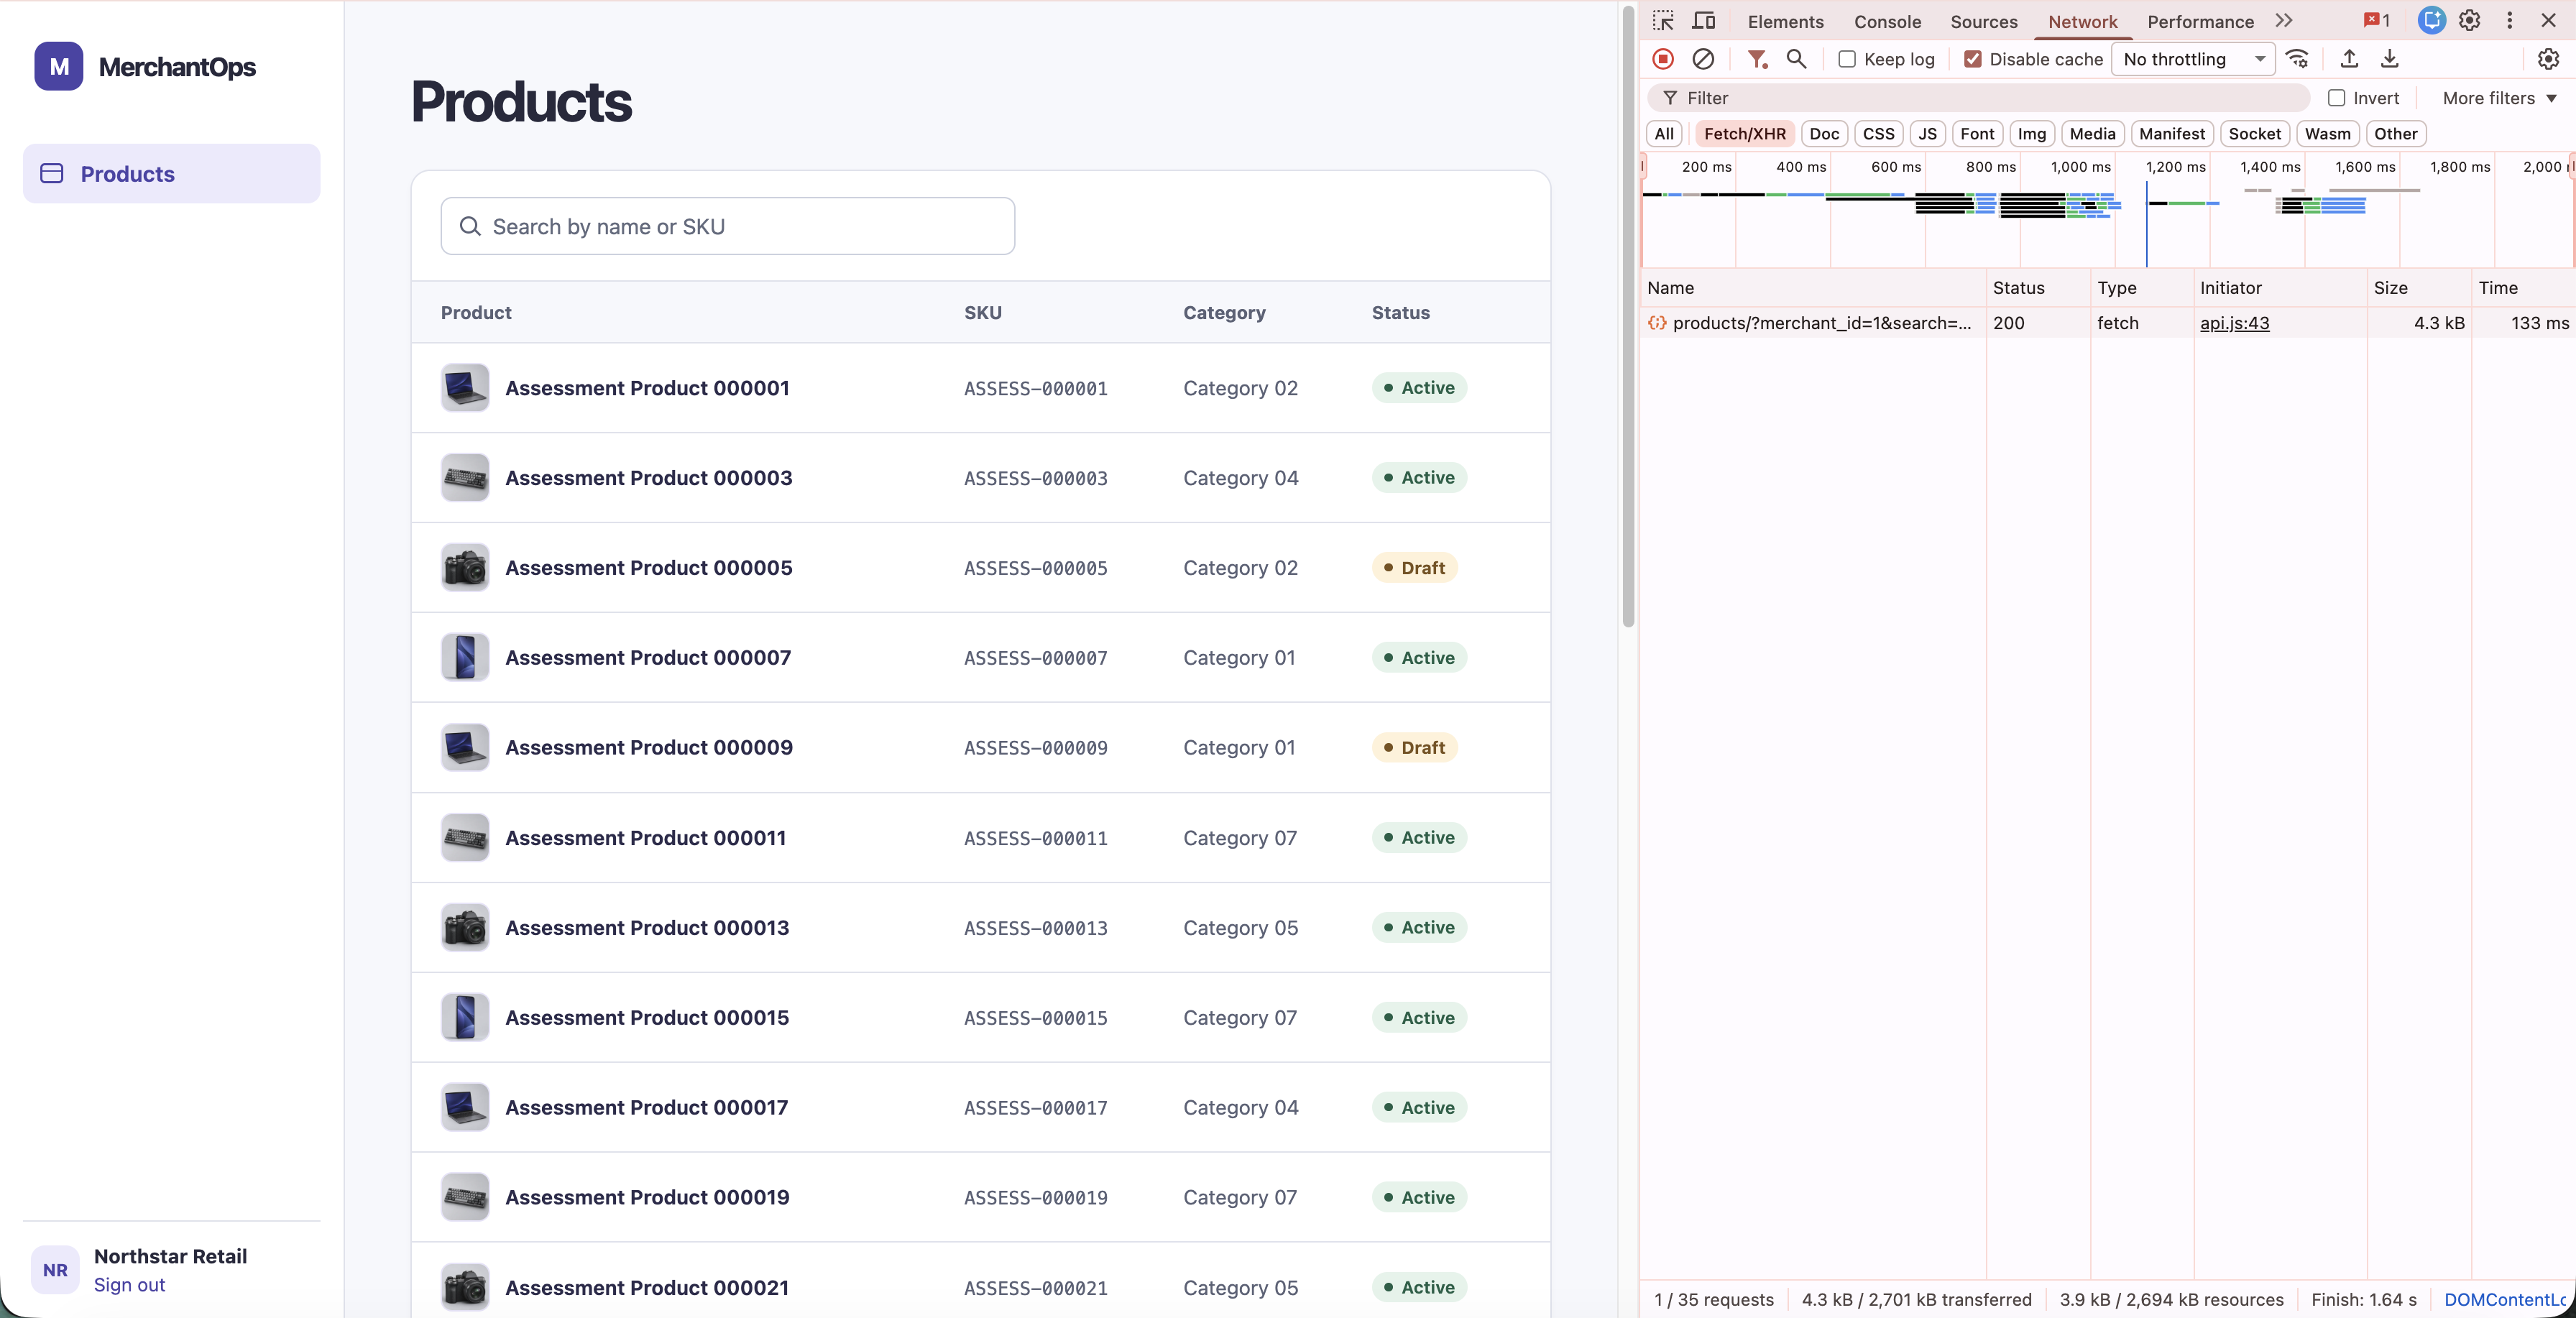 M MerchantOps
Products
NR Northstar Retail
Sign out
Products
Search by name or SKU
Product SKU Category Status
Assessment Product 000001 ASSESS-000001 Category 02 Active
Assessment Product 000003 ASSESS-000003 Category 04 Active
Assessment Product 000005 ASSESS-000005 Category 02 Draft
Assessment Product 000007 ASSESS-000007 Category 01 Active
Assessment Product 000009 ASSESS-000009 Category 01 Draft
Assessment Product 000011 ASSESS-000011 Category 07 Active
Assessment Product 000013 ASSESS-000013 Category 05 Active
Assessment Product 000015 ASSESS-000015 Category 07 Active
Assessment Product 000017 ASSESS-000017 Category 04 Active
Assessment Product 000019 ASSESS-000019 Category 07 Active
Assessment Product 000021 ASSESS-000021 Category 05 Active
Elements Console Sources Network Performance 1
Keep log Disable cache No throttling
Filter Invert More filters
All Fetch/XHR Doc CSS JS Font Img Media Manifest Socket Wasm Other
200 ms 400 ms 600 ms 800 ms 1,000 ms 1,200 ms 1,400 ms 1,600 ms 1,800 ms 2,000
Name Status Type Initiator Size Time
products/?merchant_id=1&search=... 200 fetch api.js:43 4.3 kB 133 ms
1 / 35 requests 4.3 kB / 2,701 kB transferred 3.9 kB / 2,694 kB resources Finish: 1.64 s DOMContentLo